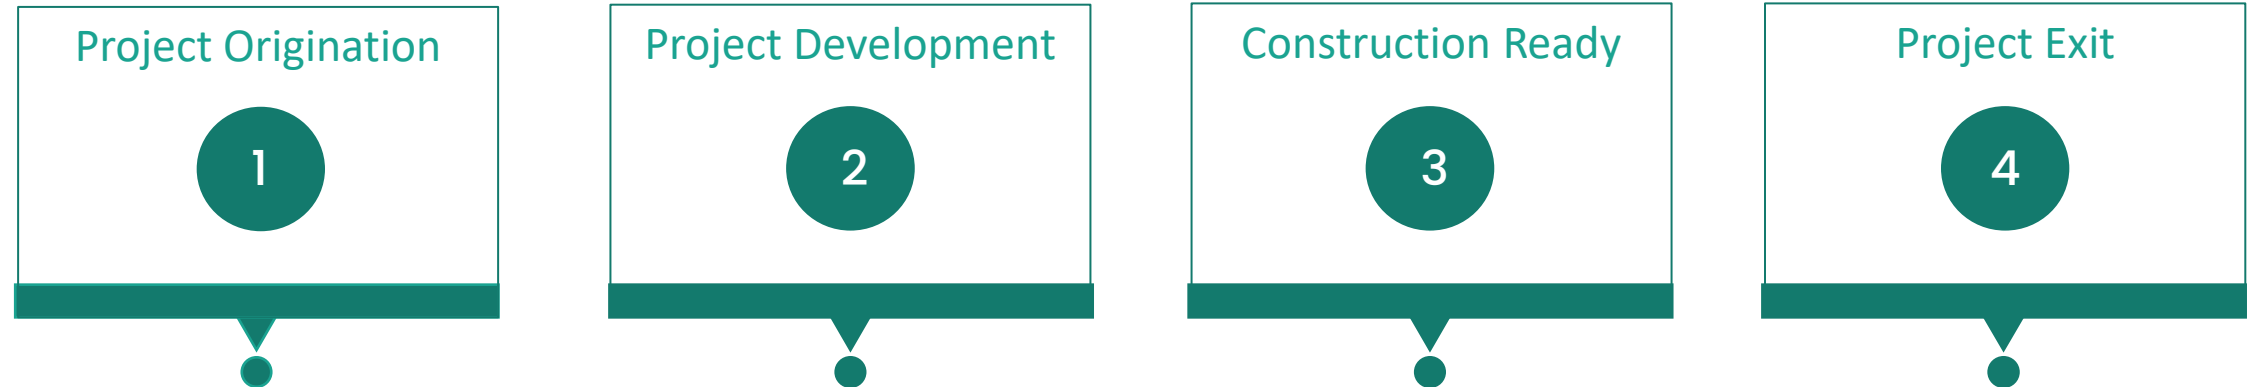 Project Origination
1
Project Development
2
Construction Ready
3
Project Exit
4